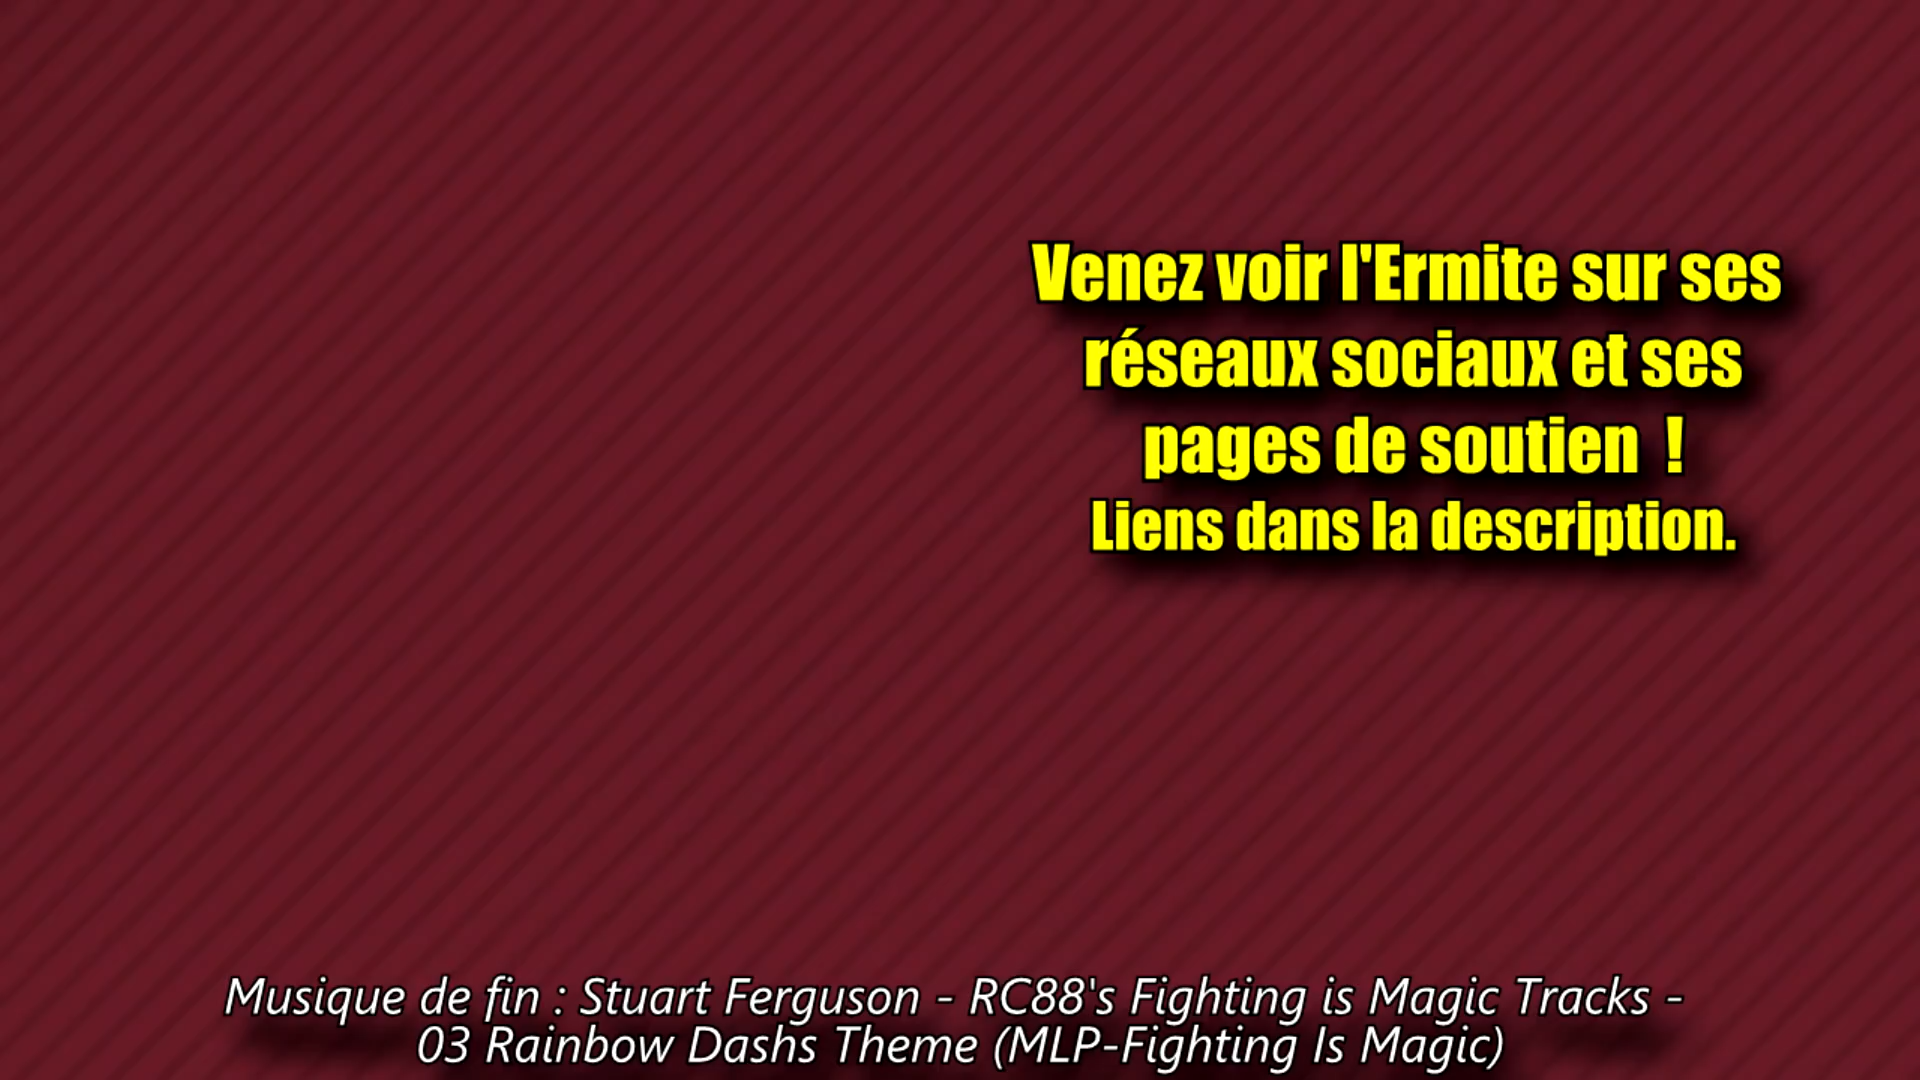 Venez voir l'Ermite sur ses
réseaux sociaux et ses
pages de soutien  !
Liens dans la description.
Musique de fin : Stuart Ferguson - RC88's Fighting is Magic Tracks -
03 Rainbow Dashs Theme (MLP-Fighting Is Magic)